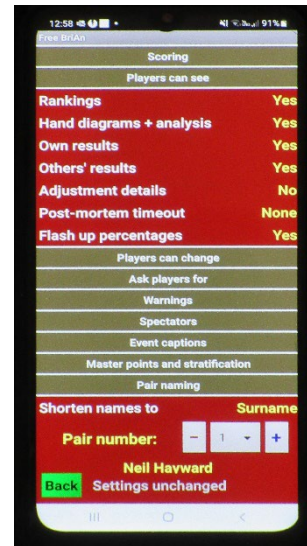 12:58 91%
Free BriAn
Scoring
Players can see
Rankings Yes
Hand diagrams + analysis Yes
Own results Yes
Others' results Yes
Adjustment details No
Post-mortem timeout None
Flash up percentages Yes
Players can change
Ask players for
Warnings
Spectators
Event captions
Master points and stratification
Pair naming
Shorten names to Surname
Pair number: - 1 +
Neil Hayward
Back Settings unchanged